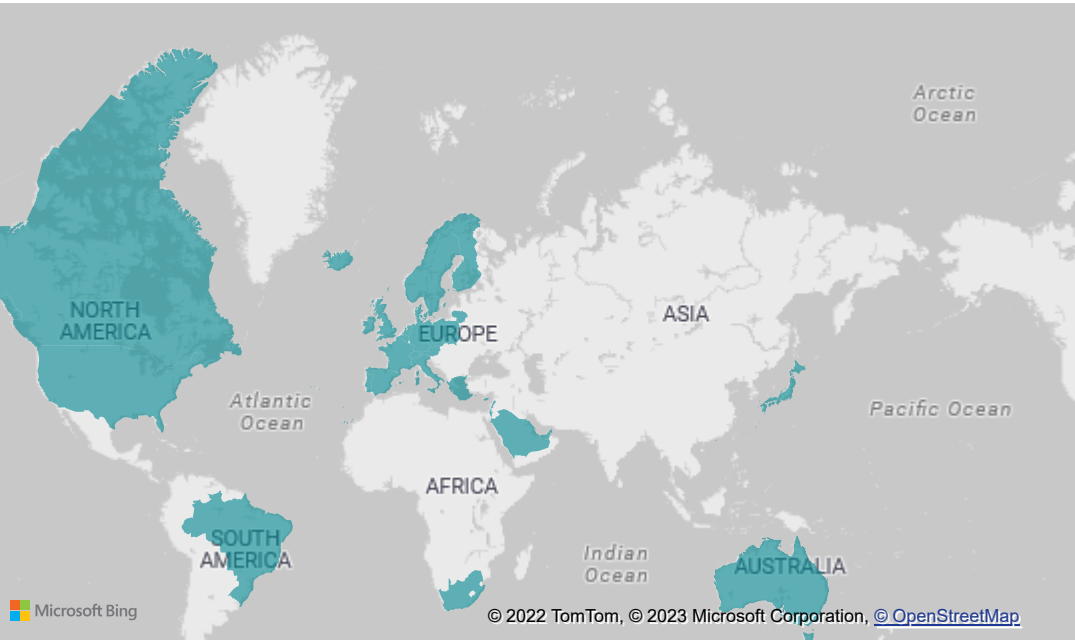 Arctic
Ocean
NORTH
AMERICA
ASIA
EUROPE
Atlantic
Ocean
Pacific Ocean
AFRICA
SOUTH
AMERICA
Indian
Ocean
AUSTRALIA
Microsoft Bing
© 2022 TomTom, © 2023 Microsoft Corporation, © OpenStreetMap